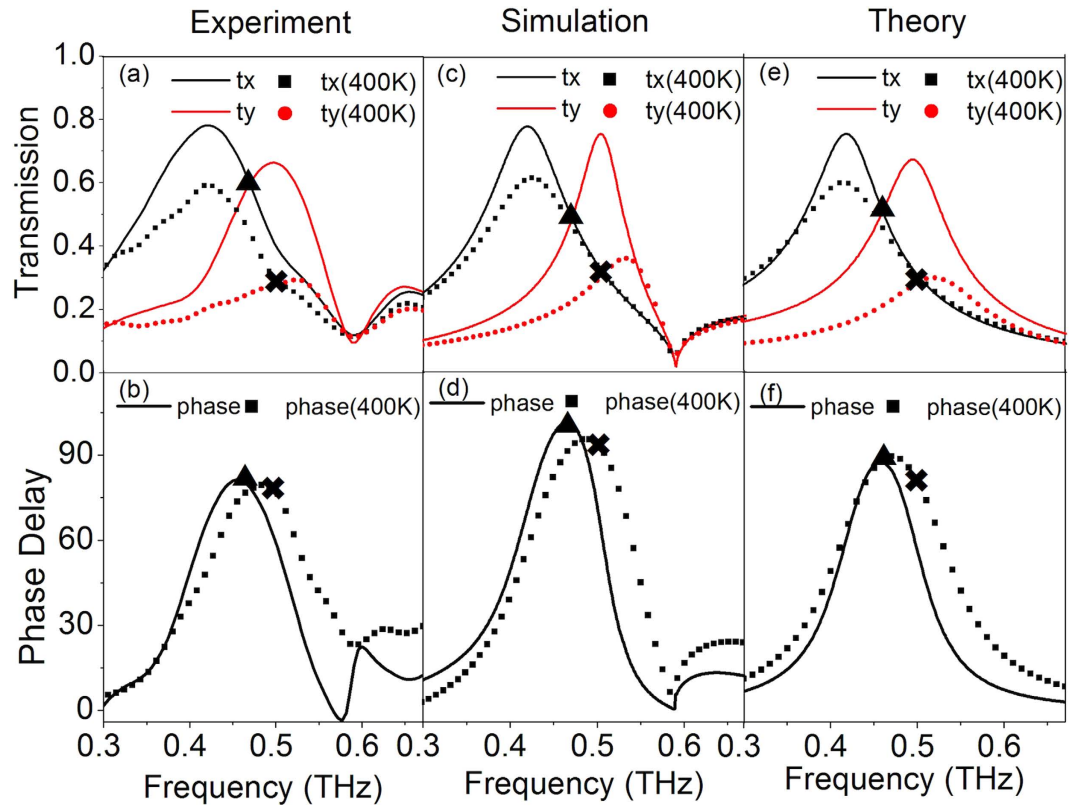 Experiment Simulation Theory
(a) tx tx(400K)
ty ty(400K)
(c) tx tx(400K)
ty ty(400K)
(e) tx tx(400K)
ty ty(400K)
Transmission
1.0
0.8
0.6
0.4
0.2
0.0
(b) phase phase(400K)
(d) phase phase(400K)
(f) phase phase(400K)
Phase Delay
90
60
30
0
0.3 0.4 0.5 0.6 0.3 0.4 0.5 0.6 0.3 0.4 0.5 0.6
Frequency (THz) Frequency (THz) Frequency (THz)